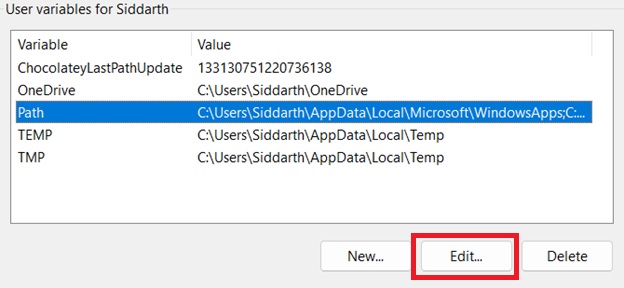 User variables for Siddarth
Variable Value
ChocolateyLastPathUpdate 133130751220736138
OneDrive C:\Users\Siddarth\OneDrive
Path C:\Users\Siddarth\AppData\Local\Microsoft\WindowsApps;C:...
TEMP C:\Users\Siddarth\AppData\Local\Temp
TMP C:\Users\Siddarth\AppData\Local\Temp
New... Edit... Delete